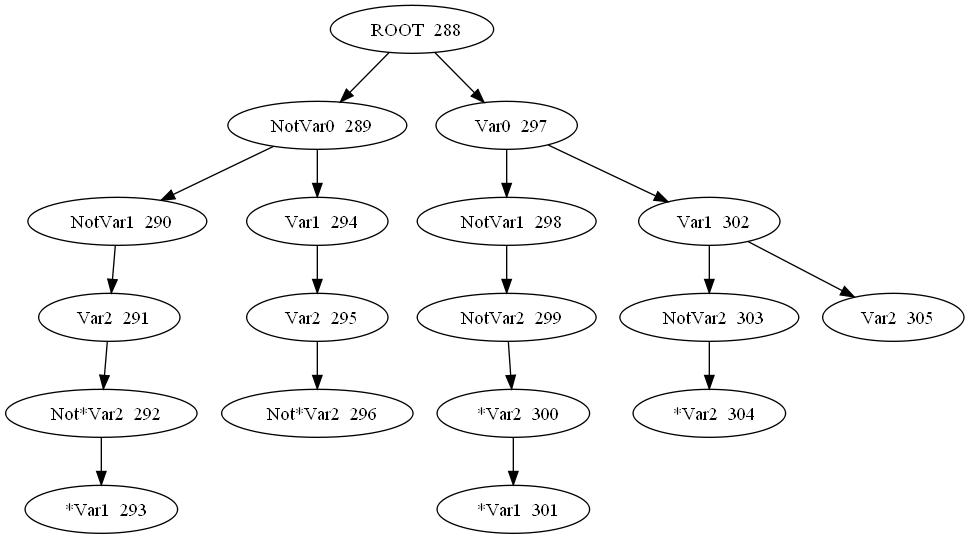 ROOT 288
NotVar0 289
Var0 297
NotVar1 290
Var1 294
NotVar1 298
Var1 302
Var2 291
Var2 295
NotVar2 299
NotVar2 303
Var2 305
Not*Var2 292
Not*Var2 296
*Var2 300
*Var2 304
*Var1 293
*Var1 301